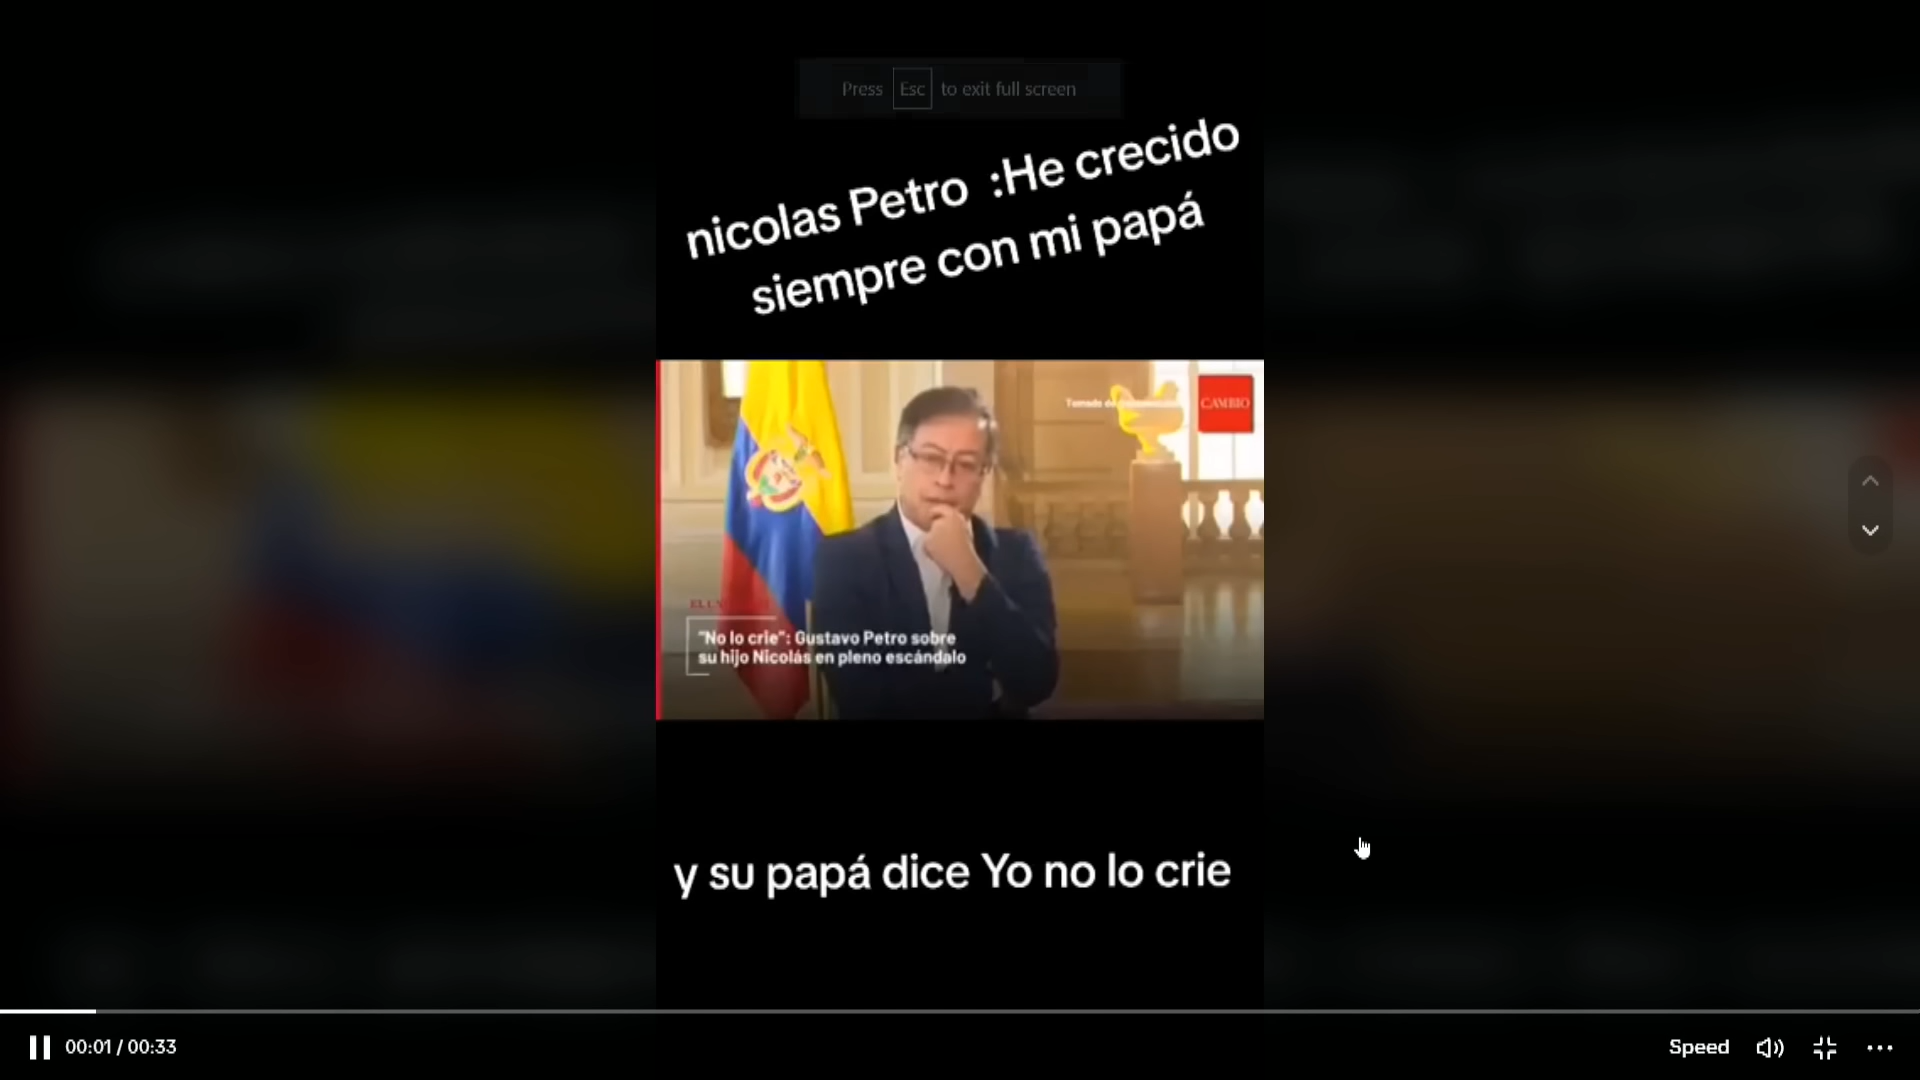 Press Esc to exit full screen
nicolas Petro :He crecido
siempre con mi papá
Tomado de
CAMBIO
"No lo crie": Gustavo Petro sobre
su hijo Nicolás en pleno escándalo
y su papá dice Yo no lo crie
00:01 / 00:33
Speed